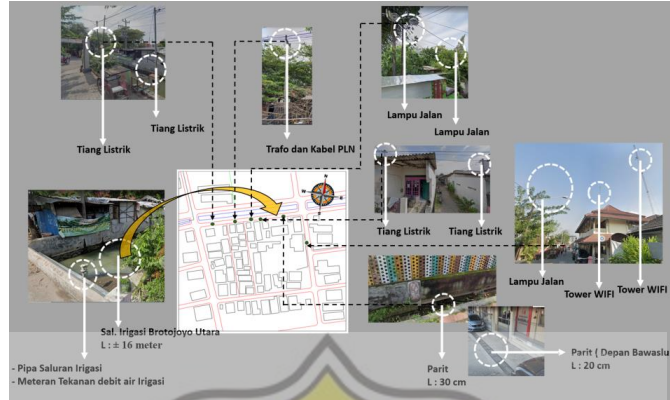 Tiang Listrik
Tiang Listrik
Trafo dan Kabel PLN
Lampu Jalan
Lampu Jalan
Tiang Listrik
Tiang Listrik
Lampu Jalan
Tower WIFI
Tower WIFI
Sal. Irigasi Brotojoyo Utara
L : ± 16 meter
- Pipa Saluran Irigasi
- Meteran Tekanan debit air Irigasi
Parit
L : 30 cm
Parit ( Depan Bawaslu
L : 20 cm